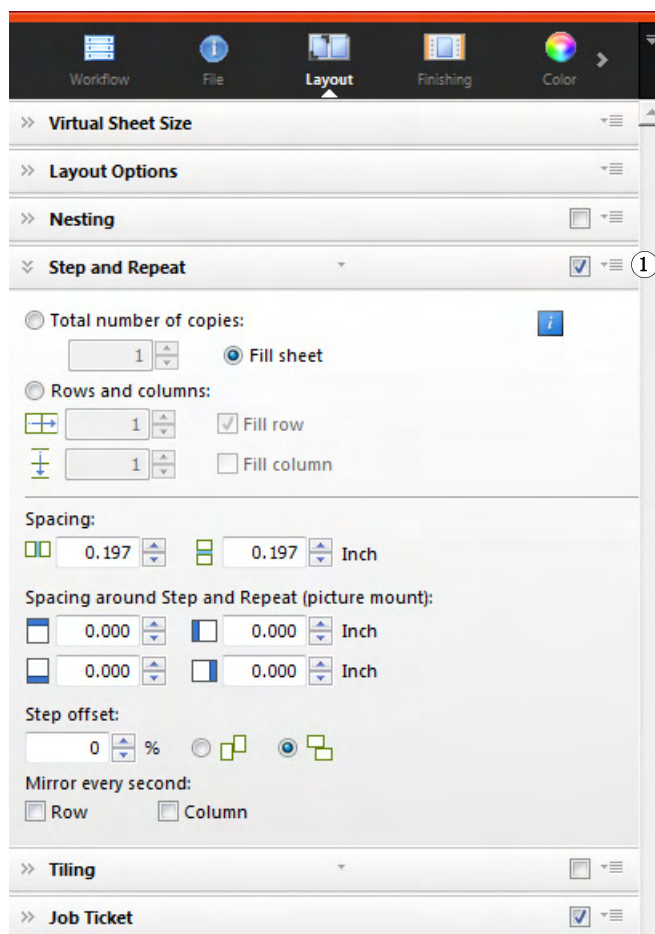 Workflow File Layout Finishing Color
Virtual Sheet Size
Layout Options
Nesting
Step and Repeat ①
Total number of copies: i
1 Fill sheet
Rows and columns:
1 Fill row
1 Fill column
Spacing:
0.197 0.197 Inch
Spacing around Step and Repeat (picture mount):
0.000 0.000 Inch
0.000 0.000 Inch
Step offset:
0 %
Mirror every second:
Row Column
Tiling
Job Ticket